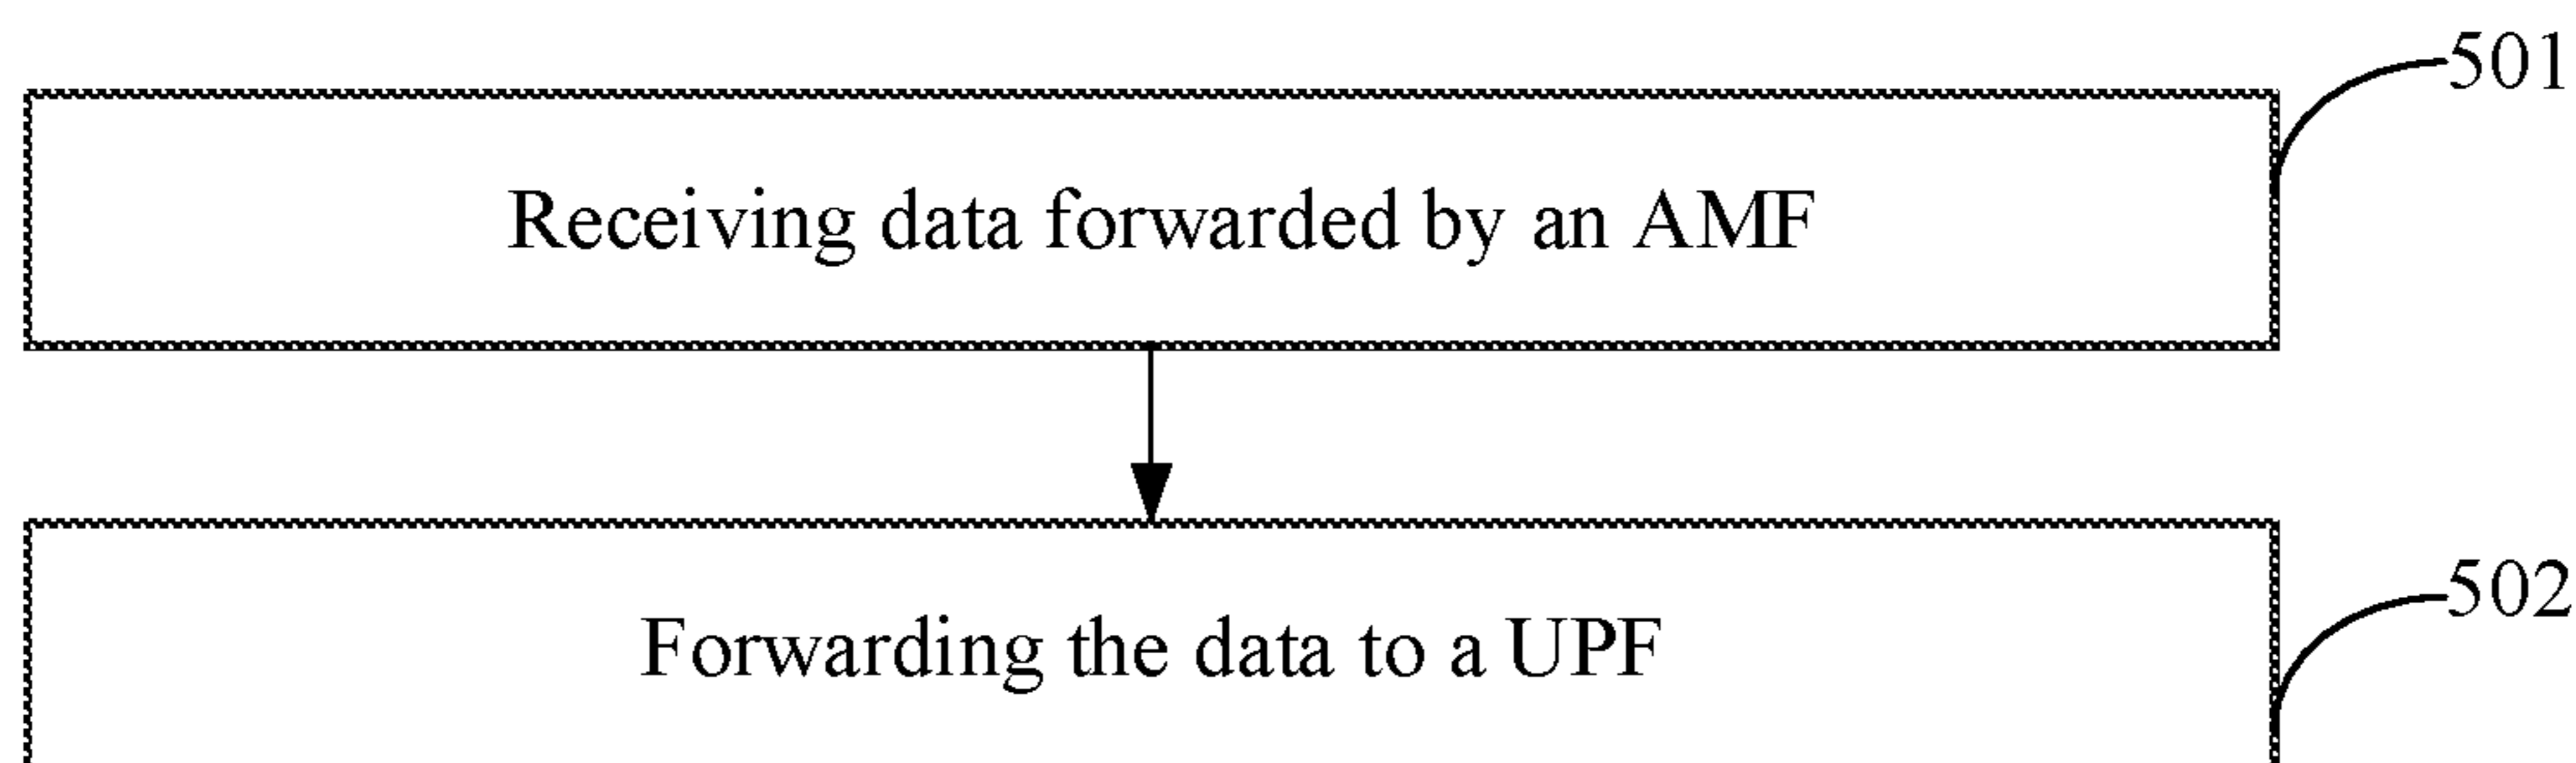 501
Receiving data forwarded by an AMF
502
Forwarding the data to a UPF